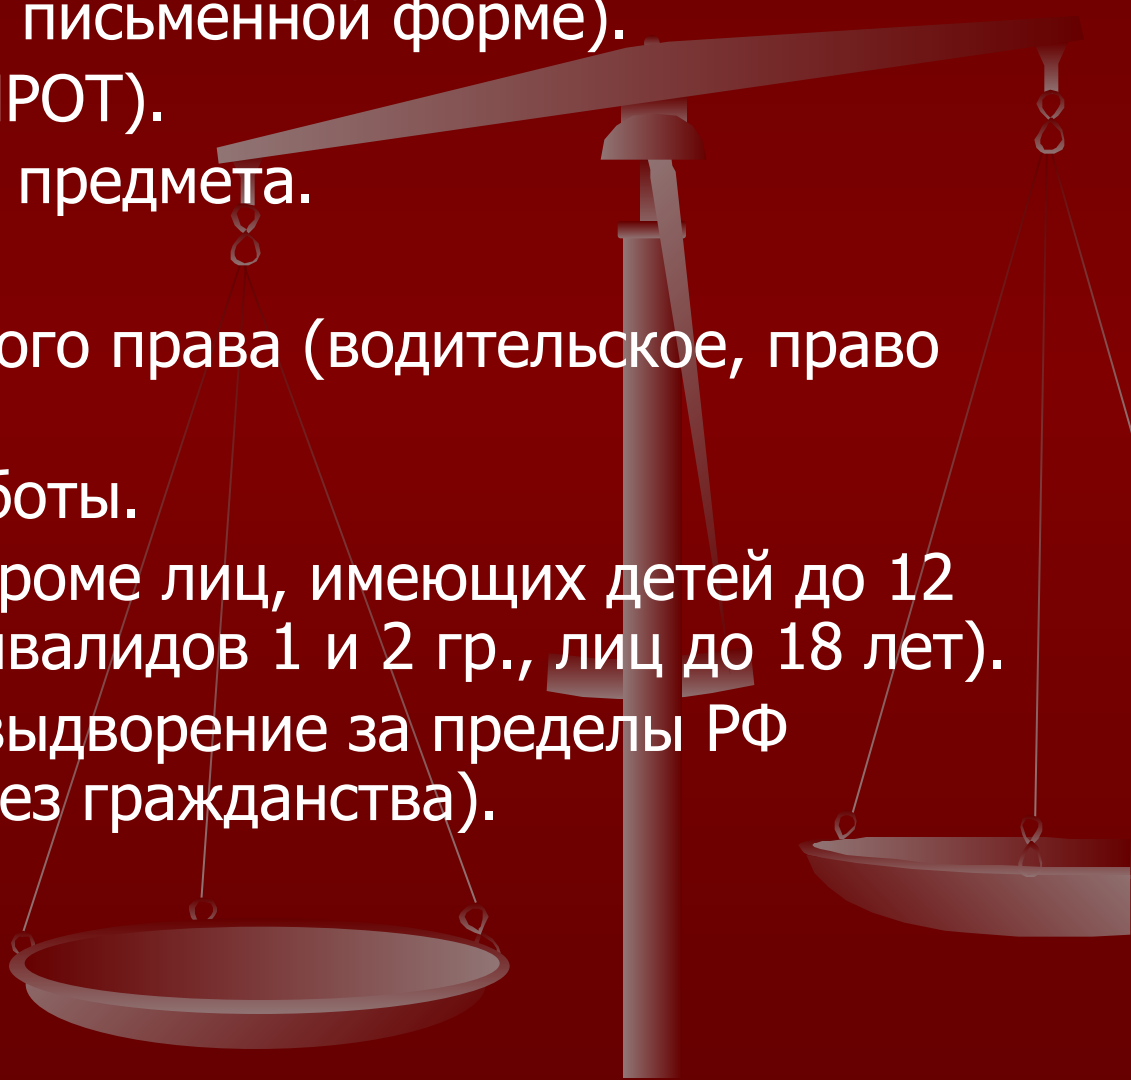 письменной форме).
РОТ).
предмета.
ого права (водительское, право
боты.
роме лиц, имеющих детей до 12
валидов 1 и 2 гр., лиц до 18 лет).
выдворение за пределы РФ
ез гражданства).